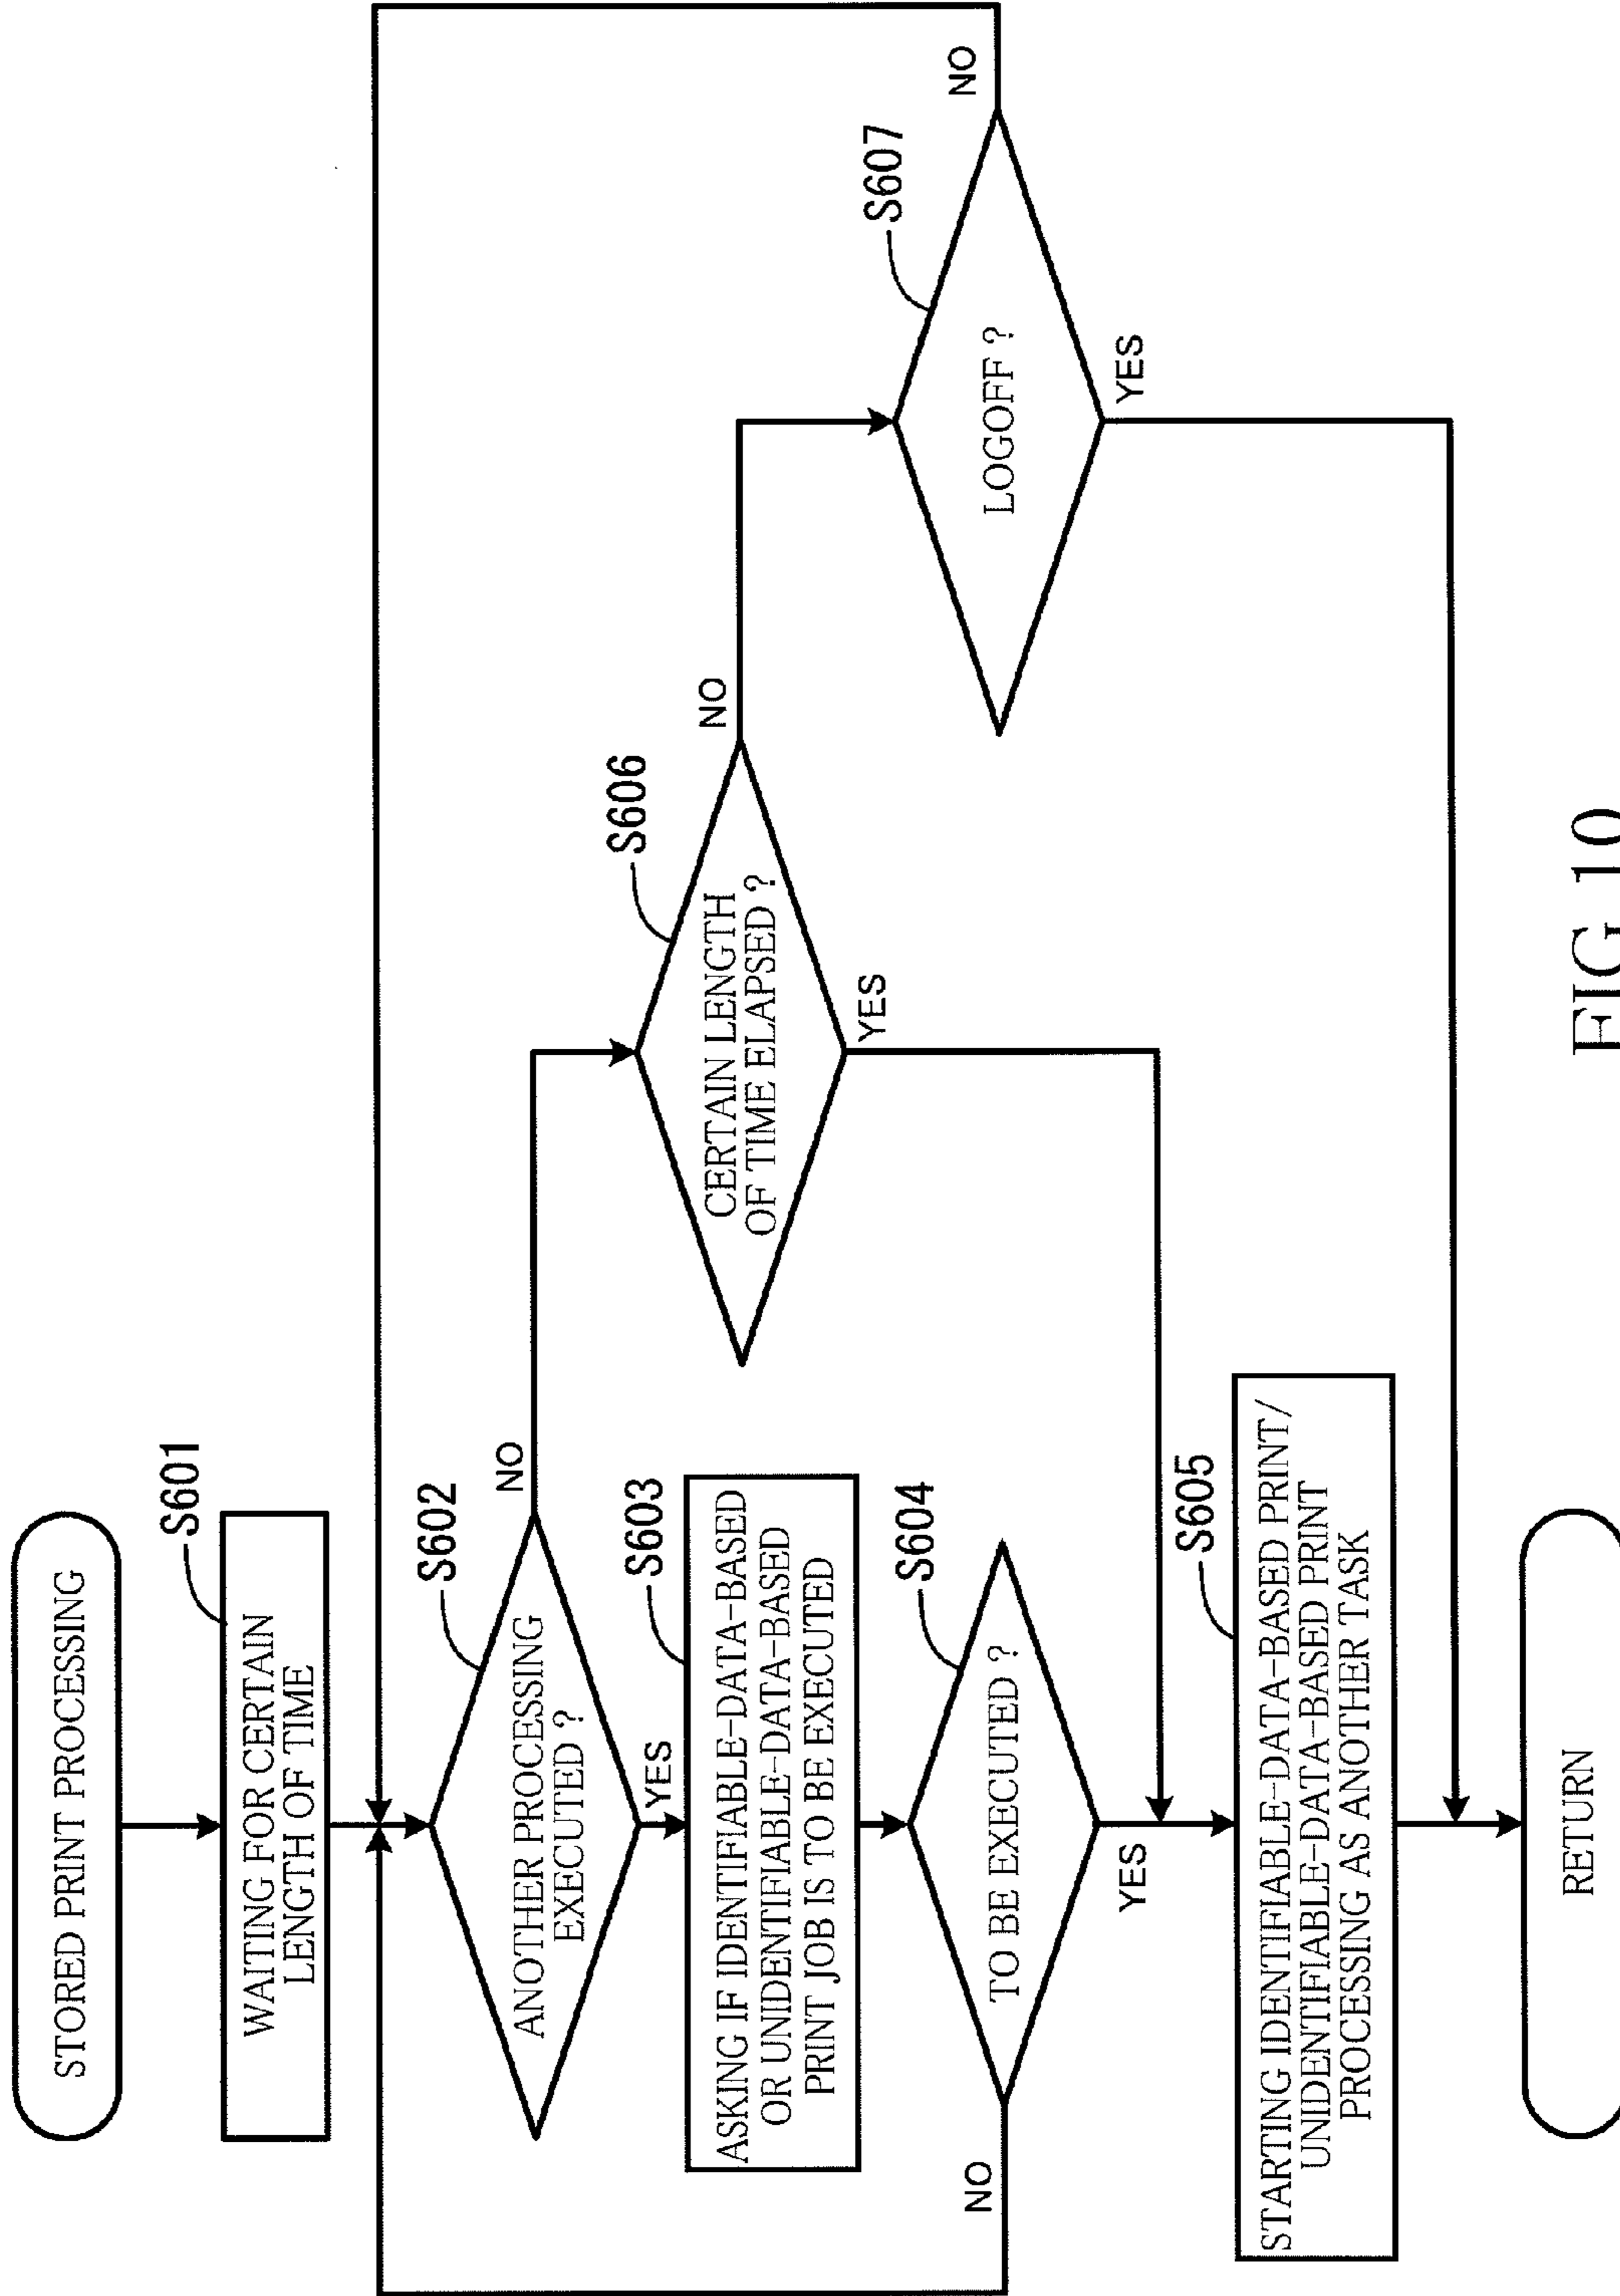 STORED PRINT PROCESSING
S601
WAITING FOR CERTAIN
LENGTH OF TIME
S602
ANOTHER PROCESSING
EXECUTED ?
NO
YES
S603
ASKING IF IDENTIFIABLE-DATA-BASED
OR UNIDENTIFIABLE-DATA-BASED
PRINT JOB IS TO BE EXECUTED
S604
TO BE EXECUTED ?
NO
YES
S605
STARTING IDENTIFIABLE-DATA-BASED PRINT/
UNIDENTIFIABLE-DATA-BASED PRINT
PROCESSING AS ANOTHER TASK
RETURN
S606
CERTAIN LENGTH
OF TIME ELAPSED ?
NO
YES
S607
LOGOFF ?
NO
YES
FIG 10